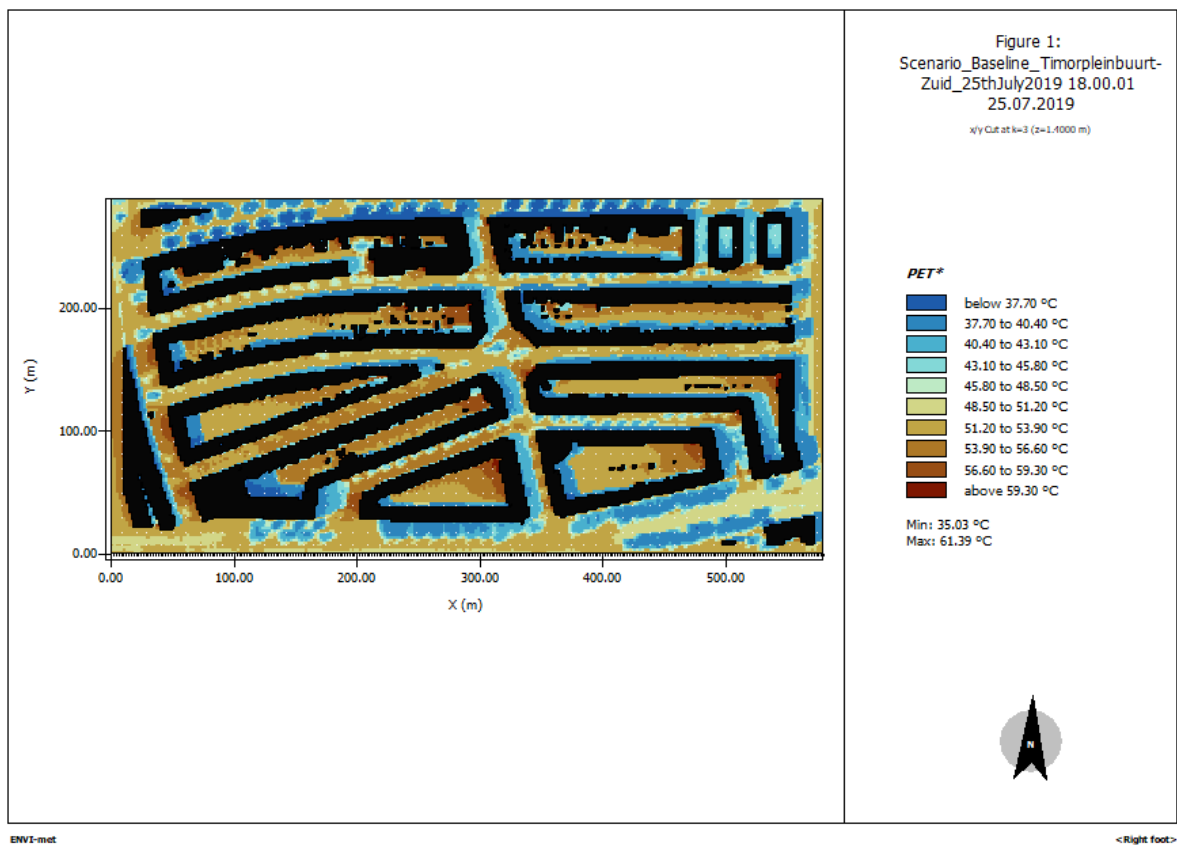 Figure 1:
Scenario_Baseline_Timorpleinbuurt-
Zuid_25thJuly2019 18.00.01
25.07.2019
x/y Cut at k=3 (z=1.4000 m)
200.00
100.00
0.00
Y (m)
0.00 100.00 200.00 300.00 400.00 500.00
X (m)
PET*
below 37.70 °C
37.70 to 40.40 °C
40.40 to 43.10 °C
43.10 to 45.80 °C
45.80 to 48.50 °C
48.50 to 51.20 °C
51.20 to 53.90 °C
53.90 to 56.60 °C
56.60 to 59.30 °C
above 59.30 °C
Min: 35.03 °C
Max: 61.39 °C
N
ENVI-met
<Right foot>